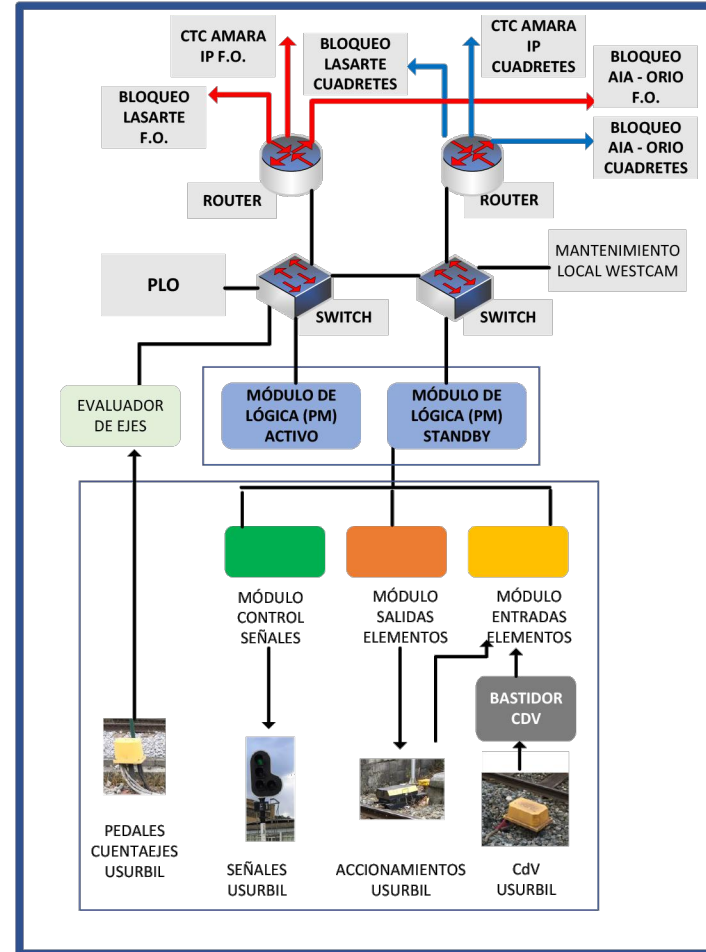 CTC AMARA
IP F.O.
BLOQUEO
LASARTE
CUADRETES
CTC AMARA
IP
CUADRETES
BLOQUEO
AIA - ORIO
F.O.
BLOQUEO
LASARTE
F.O.
BLOQUEO
AIA - ORIO
CUADRETES
ROUTER
ROUTER
PLO
MANTENIMIENTO
LOCAL WESTCAM
SWITCH
SWITCH
EVALUADOR
DE EJES
MÓDULO DE
LÓGICA (PM)
ACTIVO
MÓDULO DE
LÓGICA (PM)
STANDBY
MÓDULO
CONTROL
SEÑALES
MÓDULO
SALIDAS
ELEMENTOS
MÓDULO
ENTRADAS
ELEMENTOS
BASTIDOR
CDV
PEDALES
CUENTAEJES
USURBIL
SEÑALES
USURBIL
ACCIONAMIENTOS
USURBIL
CdV
USURBIL